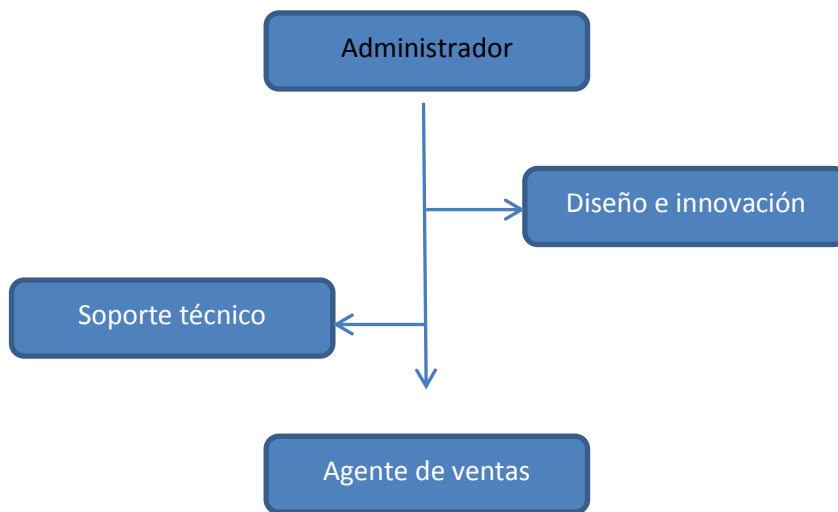 Administrador
Diseño e innovación
Soporte técnico
Agente de ventas